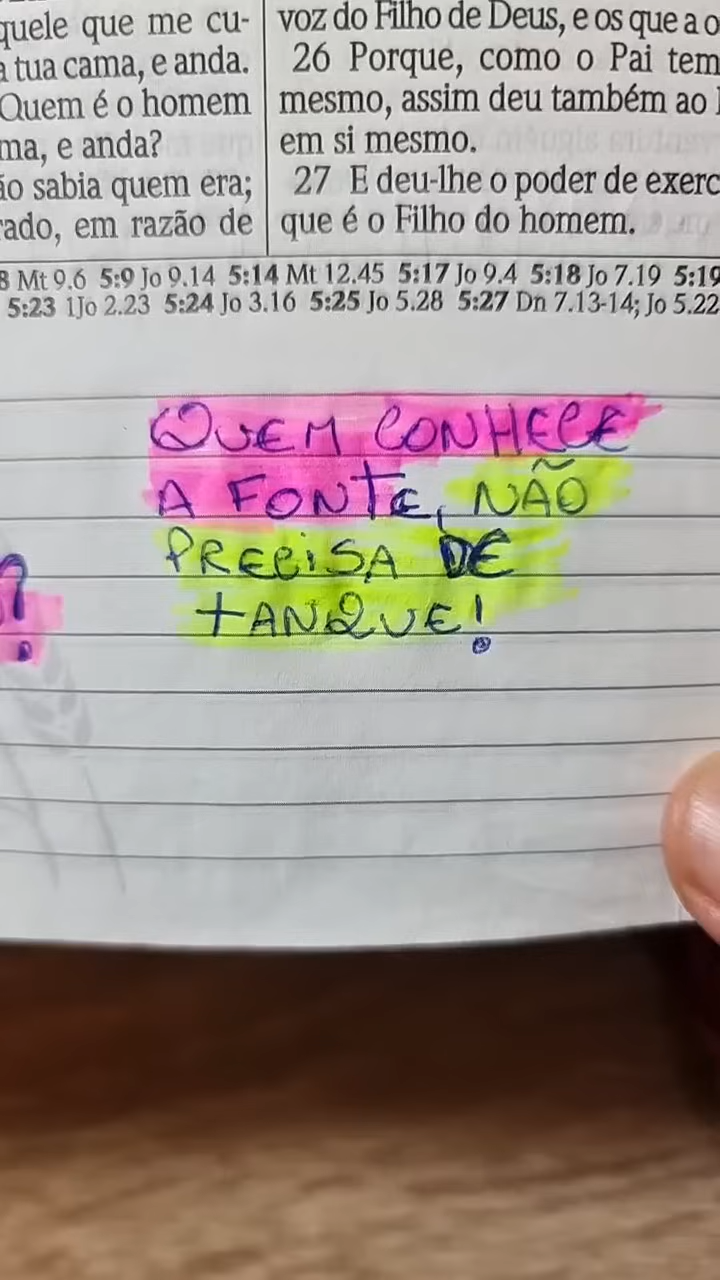 quele que me cu-
a tua cama, e anda.
Quem é o homem
ma, e anda?
ão sabia quem era;
rado, em razão de
voz do Filho de Deus, e os que a o
26 Porque, como o Pai tem
mesmo, assim deu também ao
em si mesmo.
27 E deu-lhe o poder de exerc
que é o Filho do homem.
8 Mt 9.6 5:9 Jo 9.14 5:14 Mt 12.45 5:17 Jo 9.4 5:18 Jo 7.19 5:19
5:23 1Jo 2.23 5:24 Jo 3.16 5:25 Jo 5.28 5:27 Dn 7.13-14; Jo 5.22
QUEM CONHECE
A FONTE, NÃO
PRECISA DE
TANQUE!
?